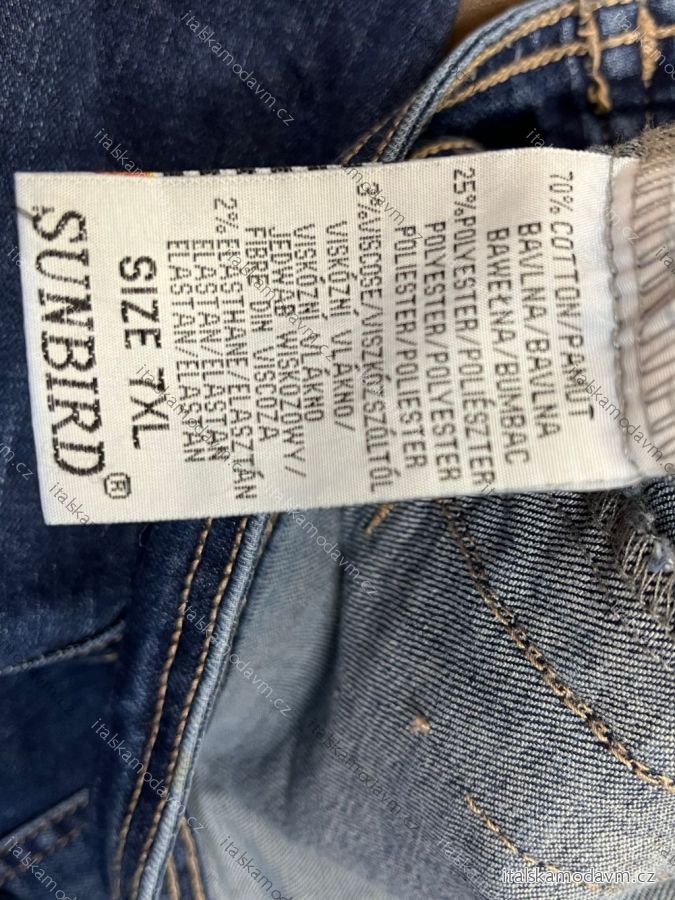 70% COTTON/PAMUT
BAVLNA/BAVLNA
BAWEŁNA/BUMBAC
25%POLYESTER/POLIÉSZTER
POLYESTER/POLYESTER
POLIESTER/POLIESTER
3%VISCOSE/VISZKÓZSZÁLTÓL
VISKÓZNÍ VLÁKNO/
VISKÓZNÍ VLÁKNO
JEDWAB WISKOZOWY/
FIBRE DIN VISCOZA
2%ELASTHANE/ELASZTÁN
ELASTAN/ELASTAN
ELASTAN/ELASTAN
SIZE 7XL
SUNBIRD®
italskamodavm.cz